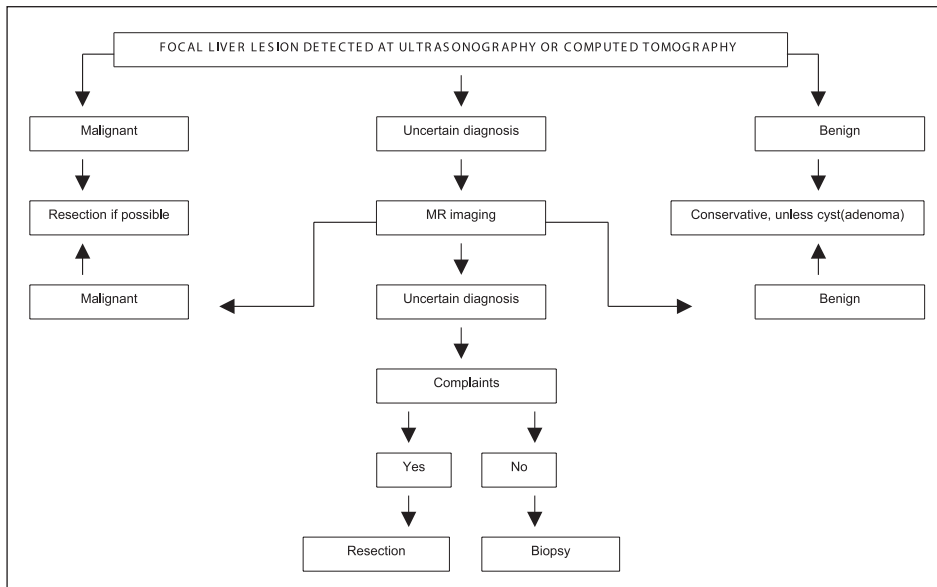 FOCAL LIVER LESION DETECTED AT ULTRASONOGRAPHY OR COMPUTED TOMOGRAPHY
Malignant
Uncertain diagnosis
Benign
Resection if possible
MR imaging
Conservative, unless cyst(adenoma)
Malignant
Uncertain diagnosis
Benign
Complaints
Yes
No
Resection
Biopsy